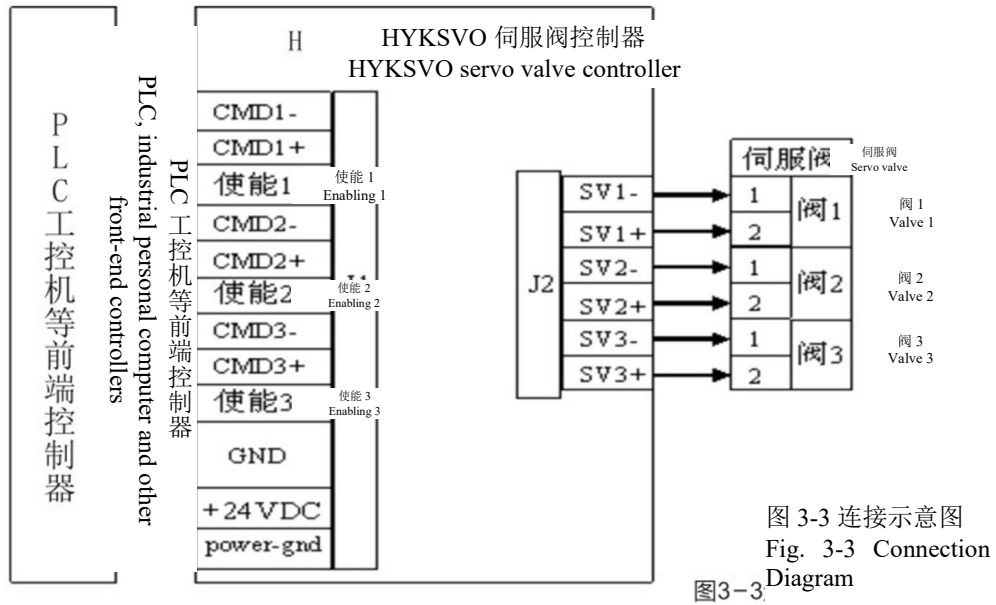 H
HYKSVO 伺服阀控制器
HYKSVO servo valve controller
PLC工控机等前端控制器
PLC, industrial personal computer and other
front-end controllers
PLC 工控机等前端控制器
CMD1-
CMD1+
使能1
使能 1
Enabling 1
CMD2-
CMD2+
使能2
使能 2
Enabling 2
CMD3-
CMD3+
使能3
使能 3
Enabling 3
GND
+24VDC
power-gnd
J2
SV1-
SV1+
SV2-
SV2+
SV3-
SV3+
伺服阀
伺服阀
Servo valve
1
2
阀1
阀 1
Valve 1
1
2
阀2
阀 2
Valve 2
1
2
阀3
阀 3
Valve 3
图 3-3 连接示意图
Fig. 3-3 Connection
Diagram
图3-3